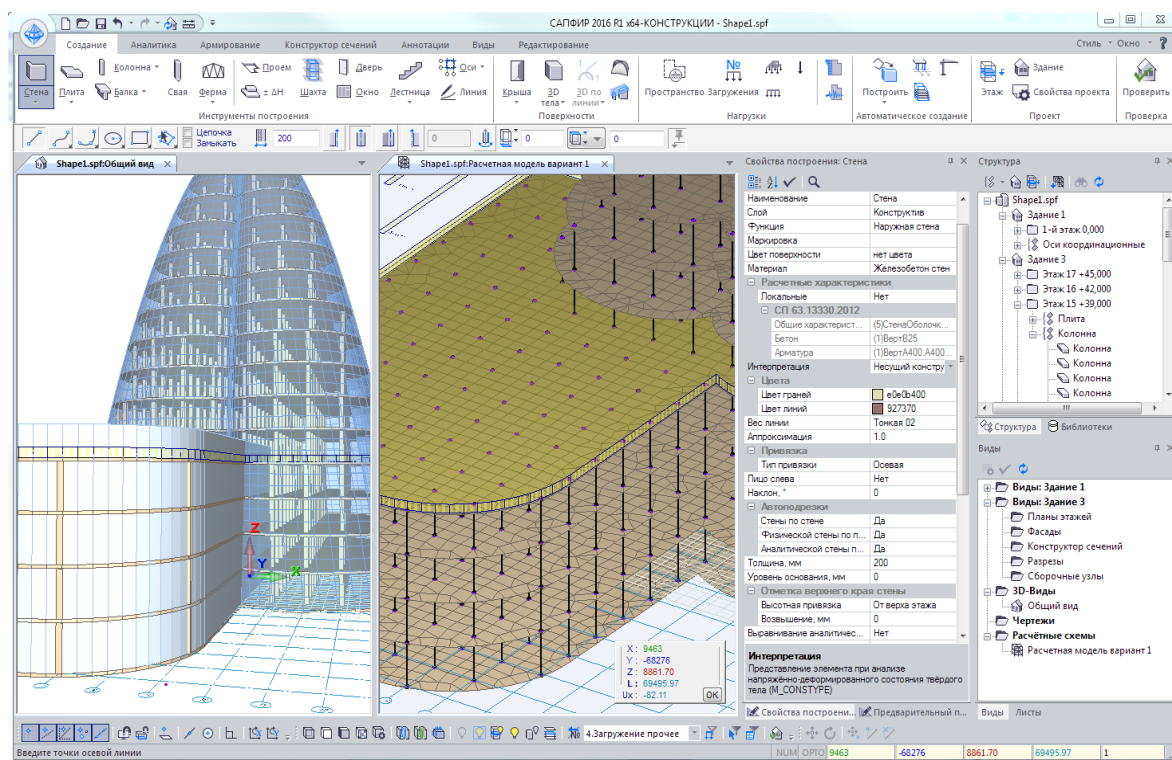 САПФИР 2016 R1 x64-КОНСТРУКЦИИ - Shape1.spf
Создание Аналитика Армирование Конструктор сечений Аннотации Виды Редактирование Стиль Окно ?
Колонна Проем Дверь Оси № Здание
Стена Плита Балка Свая Ферма ± ΔН Шахта Окно Лестница Линия Крыша 3D тела 3D по линии Пространство Загружения Построить Этаж Свойства проекта Проверить
Инструменты построения Поверхности Нагрузки Автоматическое создание Проект Проверка
Цепочка
Замыкать 200 0 0 0
Shape1.spf:Общий вид
Shape1.spf:Расчетная модель вариант 1
Z
Y
X
X : 9463
Y : -68276
Z : 8861.70
L : 69495.97
Ux : -82.11 OK
Свойства построения: Стена
Наименование Стена
Слой Конструктив
Функция Наружная стена
Маркировка
Цвет поверхности нет цвета
Материал Железобетон стен
Расчетные характеристики
Локальные Нет
СП 63.13330.2012
Общие характерист... (5)СтенаОболочк...
Бетон (1)ВертB25
Арматура (1)ВертА400.А400...
Интерпретация Несущий констру
Цвета
Цвет граней e0e0b400
Цвет линий 927370
Вес линии Тонкая 02
Аппроксимация 1.0
Привязка
Тип привязки Осевая
Лицо слева Нет
Наклон, ° 0
Автоподрезки
Стены по стене Да
Физической стены по п... Да
Аналитической стены п... Да
Толщина, мм 200
Уровень основания, мм 0
Отметка верхнего края стены
Высотная привязка От верха этажа
Возвышение, мм 0
Выравнивание аналитичес... Нет
Интерпретация
Представление элемента при анализе
напряжённо-деформированного состояния твёрдого
тела (M_CONSTYPE)
Свойства построени... Предварительный п...
Структура
Shape1.spf
Здание 1
1-й этаж 0,000
Оси координационные
Здание 3
Этаж 17 +45,000
Этаж 16 +42,000
Этаж 15 +39,000
Плита
Колонна
Колонна
Колонна
Колонна
Колонна
Структура Библиотеки
Виды
Виды: Здание 1
Виды: Здание 3
Планы этажей
Фасады
Конструктор сечений
Разрезы
Сборочные узлы
3D-Виды
Общий вид
Чертежи
Расчётные схемы
Расчетная модель вариант 1
Виды Листы
4.Загружение прочее
Введите точки осевой линии NUM ОРТО 9463 -68276 8861.70 69495.97 1